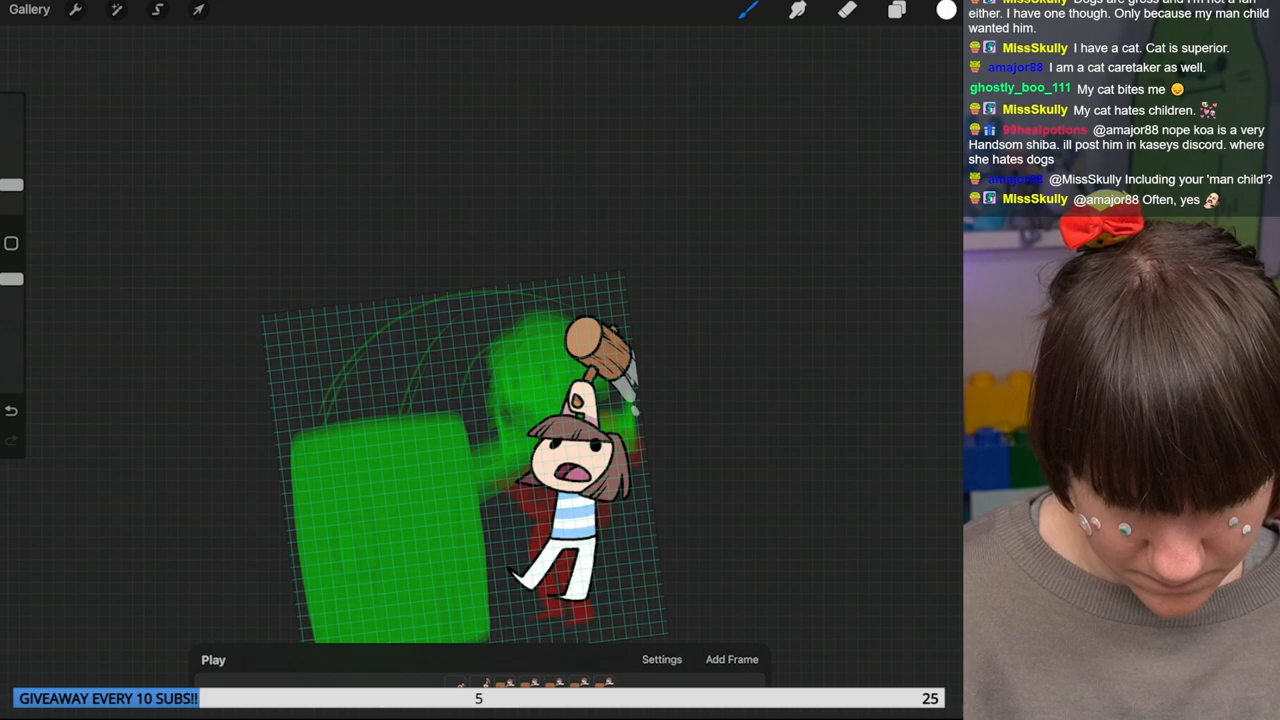 Gallery
either. I have one though. Only because my man child
wanted him.
MissSkully I have a cat. Cat is superior.
amajor88 I am a cat caretaker as well.
ghostly_boo_111 My cat bites me
MissSkully My cat hates children.
99healpotions @amajor88 nope koa is a very
Handsom shiba. ill post him in kaseys discord. where
she hates dogs
amajor88 @MissSkully Including your 'man child'?
MissSkully @amajor88 Often, yes
Play
Settings
Add Frame
GIVEAWAY EVERY 10 SUBS!!
5
25